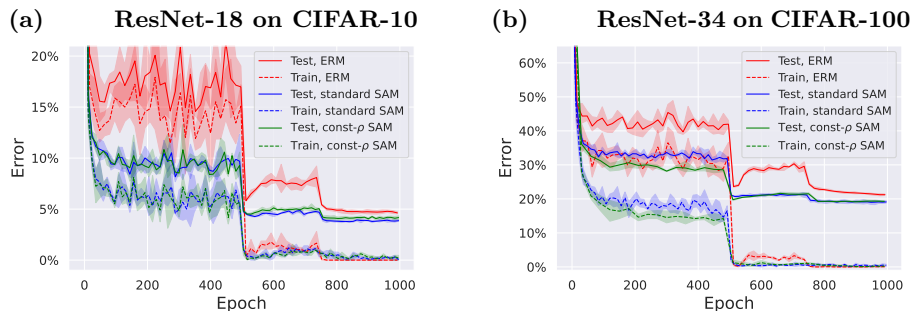 (a) ResNet-18 on CIFAR-10
20%
15%
10%
5%
0%
Error
0 200 400 600 800 1000
Epoch
Test, ERM
Train, ERM
Test, standard SAM
Train, standard SAM
Test, const-ρ SAM
Train, const-ρ SAM
(b) ResNet-34 on CIFAR-100
60%
50%
40%
30%
20%
10%
0%
Error
0 200 400 600 800 1000
Epoch
Test, ERM
Train, ERM
Test, standard SAM
Train, standard SAM
Test, const-ρ SAM
Train, const-ρ SAM